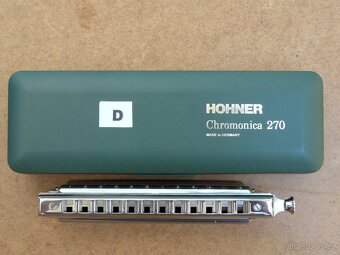 D
HOHNER
Chromonica 270
MADE IN GERMANY